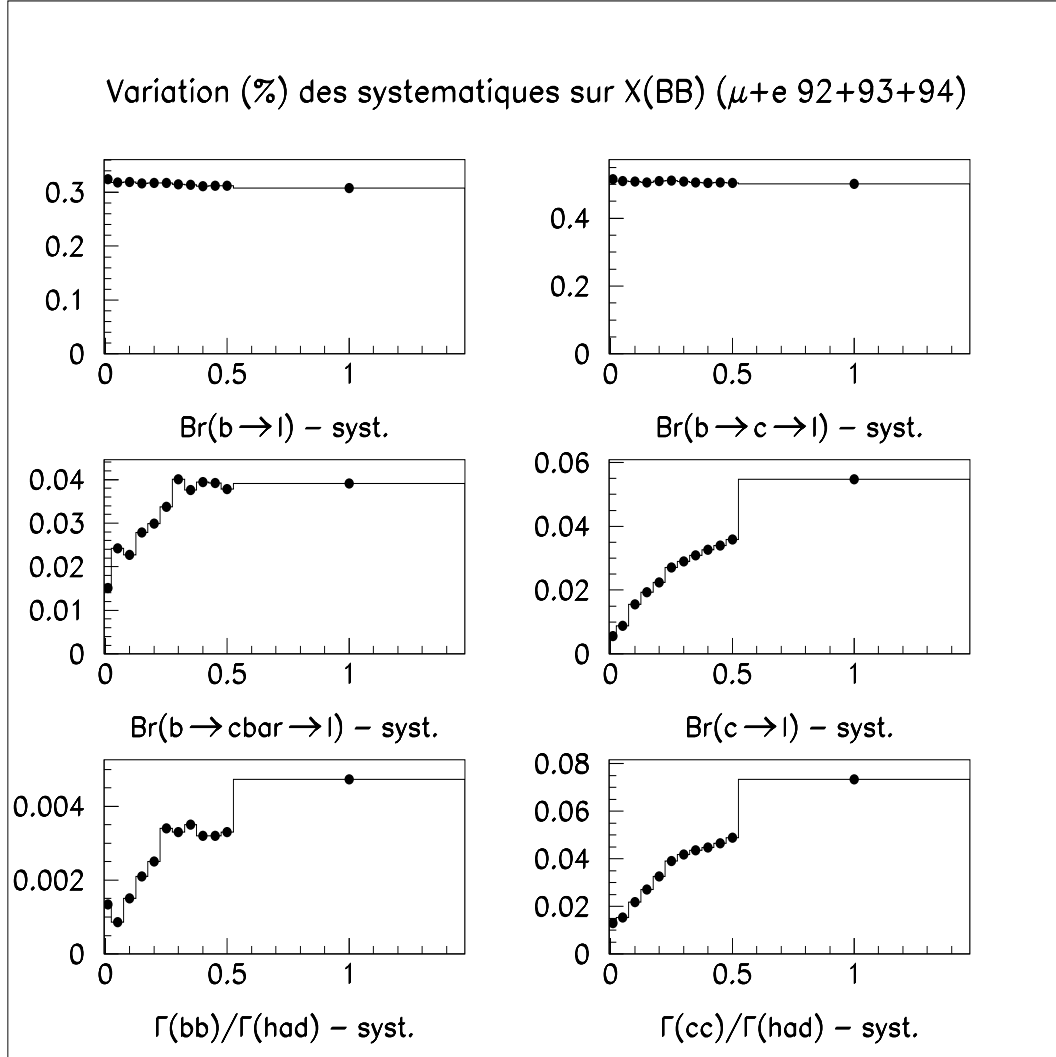 Variation (%) des systematiques sur X(BB) (μ+e 92+93+94)
0.3
0.2
0.1
0
0 0.5 1
Br(b→l) – syst.
0.4
0.2
0
0 0.5 1
Br(b→c→l) – syst.
0.04
0.03
0.02
0.01
0
0 0.5 1
Br(b→cbar→l) – syst.
0.06
0.04
0.02
0
0 0.5 1
Br(c→l) – syst.
0.004
0.002
0
0 0.5 1
Γ(bb)/Γ(had) – syst.
0.08
0.06
0.04
0.02
0
0 0.5 1
Γ(cc)/Γ(had) – syst.